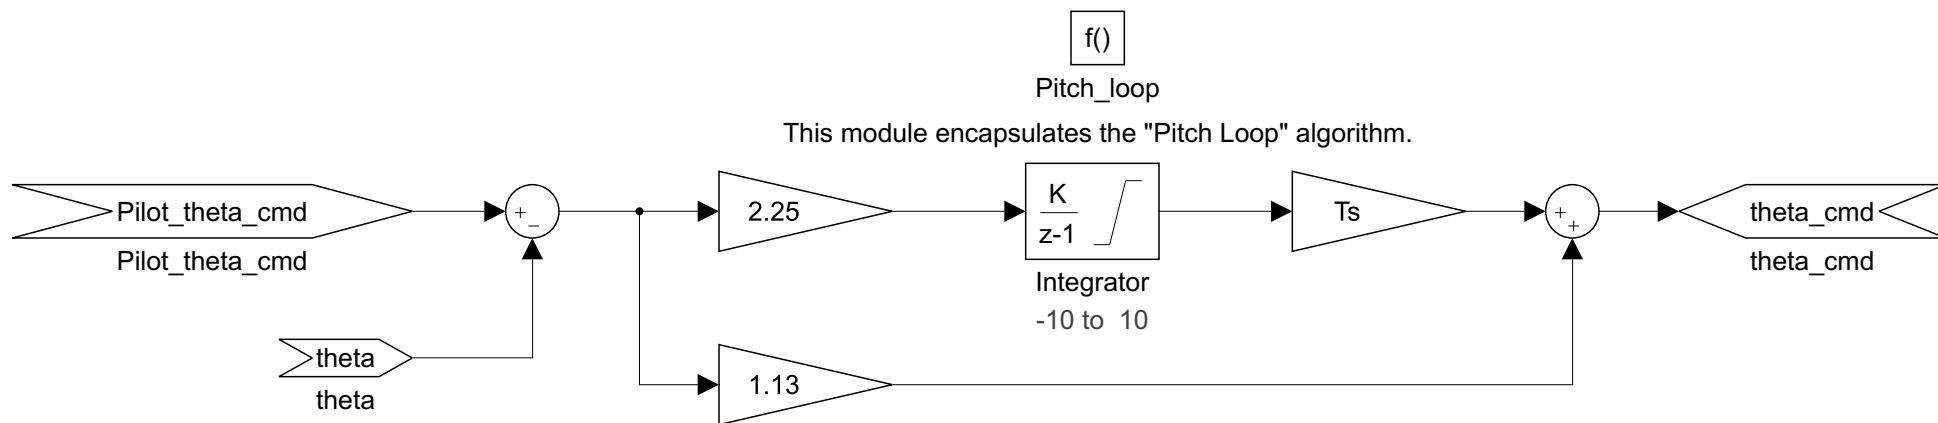 f()
Pitch_loop
This module encapsulates the "Pitch Loop" algorithm.
Pilot_theta_cmd
Pilot_theta_cmd
+
−
2.25
K
z-1
Integrator
-10 to  10
Ts
+
+
theta_cmd
theta_cmd
theta
theta
1.13